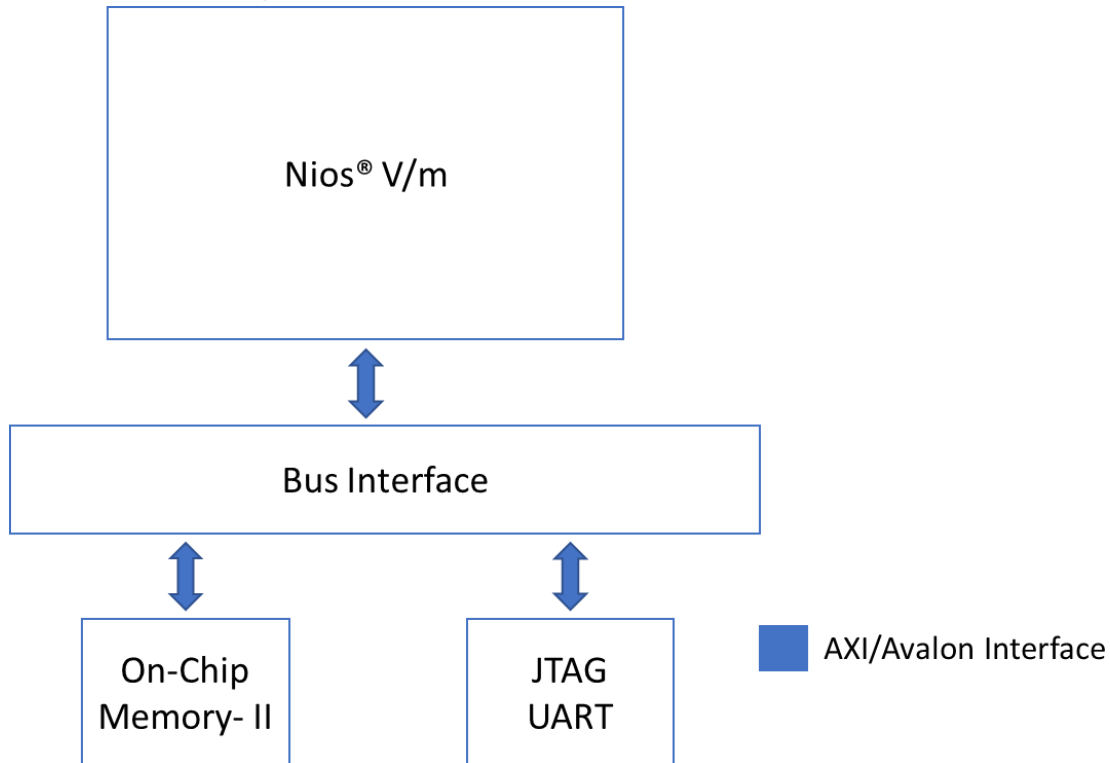 Nios® V/m
Bus Interface
On-Chip
Memory- II
JTAG
UART
AXI/Avalon Interface